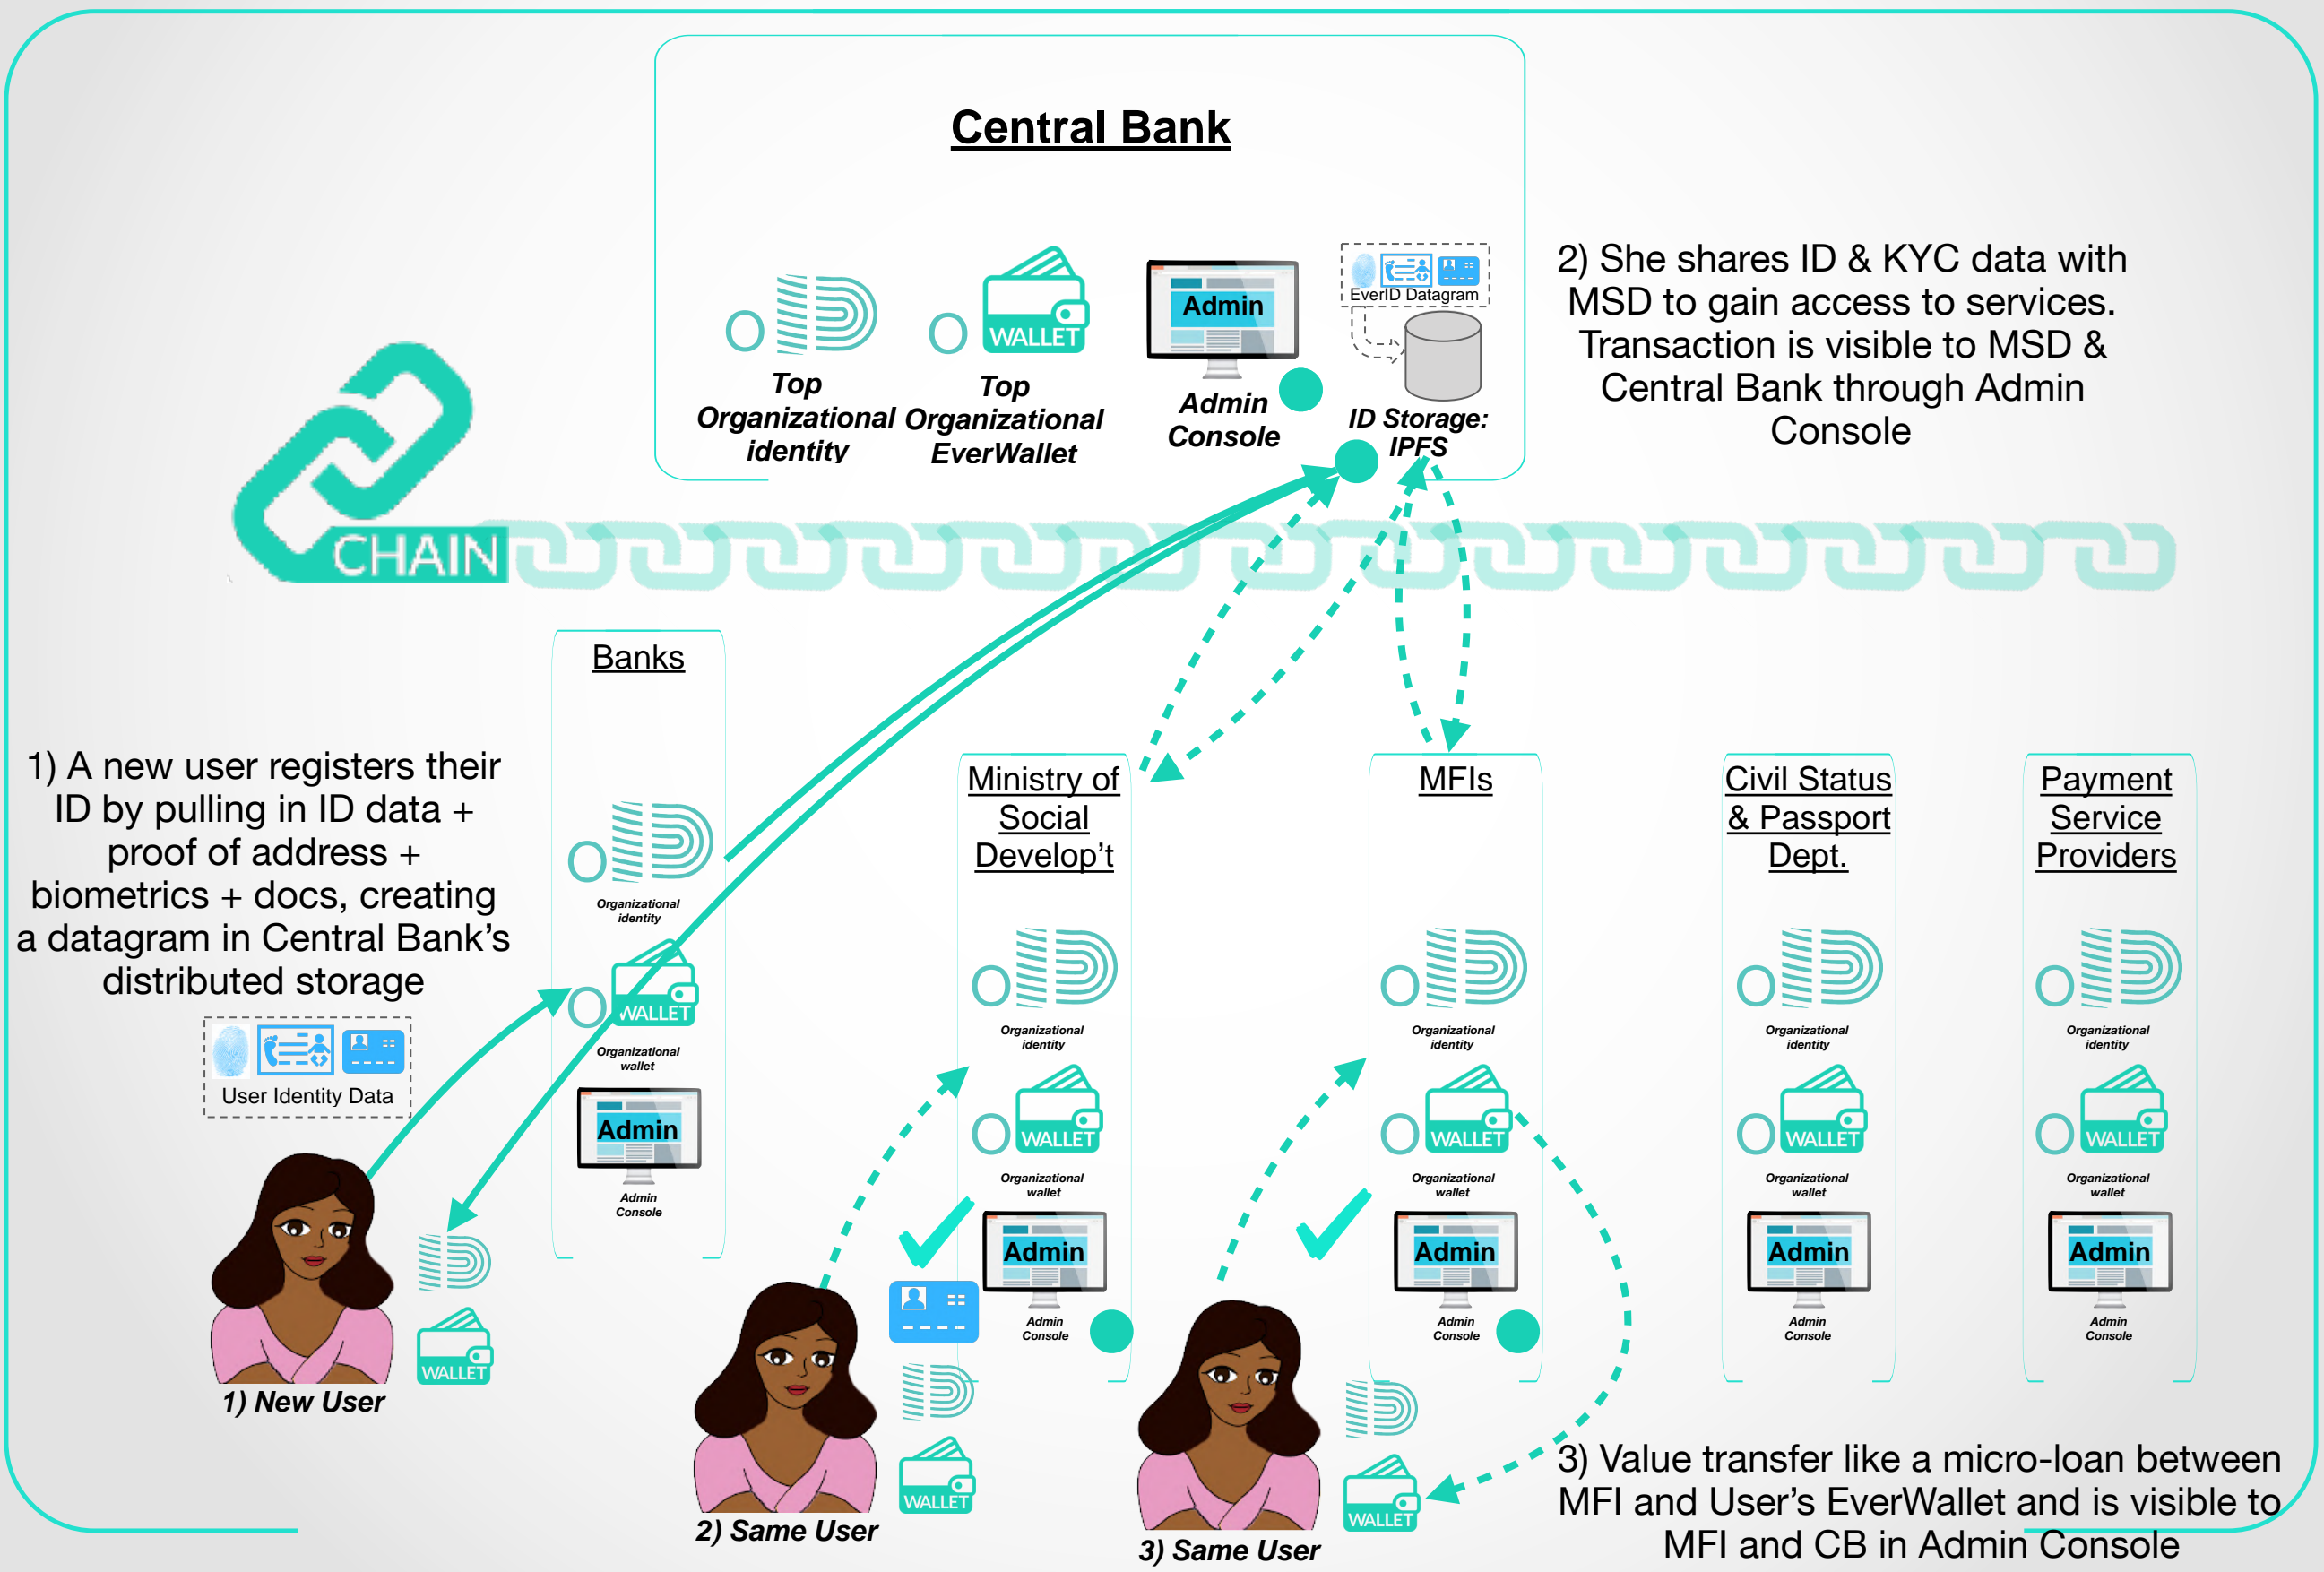 Central Bank
EverID Datagram
WALLET
Admin
Top
Organizational
identity
Top
Organizational
EverWallet
Admin
Console
ID Storage:
IPFS
2) She shares ID & KYC data with
MSD to gain access to services.
Transaction is visible to MSD &
Central Bank through Admin
Console
CHAIN
1) A new user registers their
ID by pulling in ID data +
proof of address +
biometrics + docs, creating
a datagram in Central Bank’s
distributed storage
User Identity Data
WALLET
1) New User
Banks
Organizational
identity
WALLET
Organizational
wallet
Admin
Admin
Console
Ministry of
Social
Develop’t
Organizational
identity
WALLET
Organizational
wallet
Admin
Admin
Console
WALLET
2) Same User
MFIs
Organizational
identity
WALLET
Organizational
wallet
Admin
Admin
Console
WALLET
3) Same User
Civil Status
& Passport
Dept.
Organizational
identity
WALLET
Organizational
wallet
Admin
Admin
Console
Payment
Service
Providers
Organizational
identity
WALLET
Organizational
wallet
Admin
Admin
Console
3) Value transfer like a micro-loan between
MFI and User’s EverWallet and is visible to
MFI and CB in Admin Console